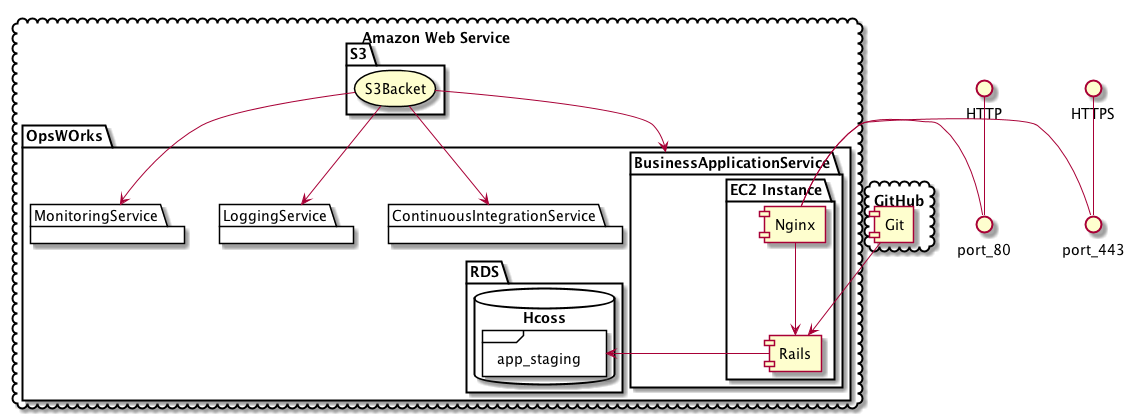 Amazon Web Service
S3
S3Backet
HTTP
HTTPS
OpsWOrks
BusinessApplicationService
EC2 Instance
GitHub
MonitoringService
LoggingService
ContinuousIntegrationService
Nginx
Git
port_80
port_443
RDS
Hcoss
app_staging
Rails